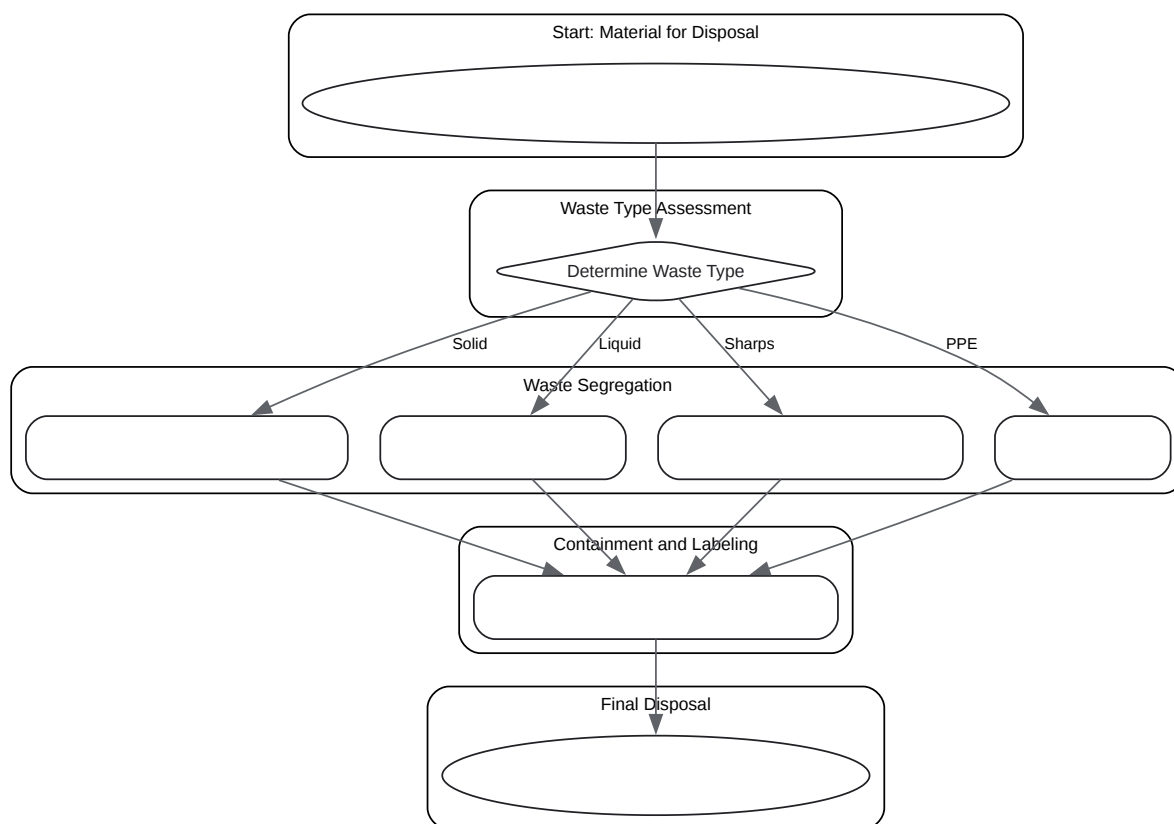 Start: Material for Disposal
Waste Type Assessment
Determine Waste Type
Solid
Liquid
Sharps
PPE
Waste Segregation
Containment and Labeling
Final Disposal